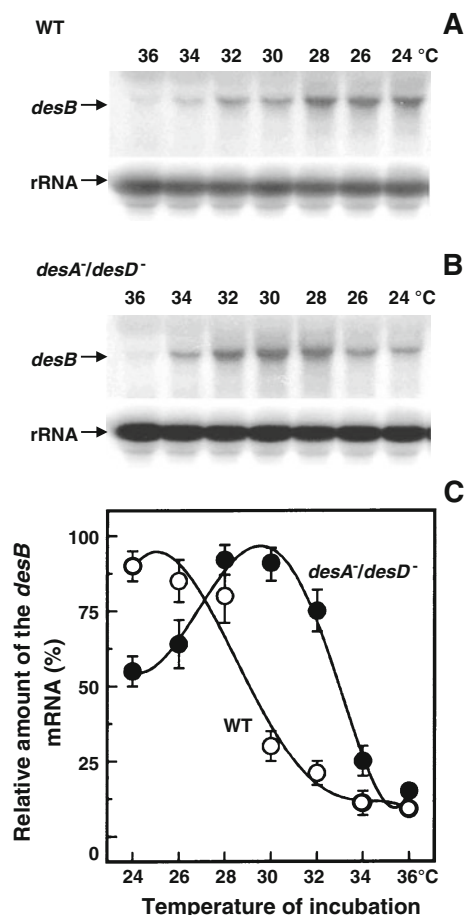 A
WT
36 34 32 30 28 26 24 °C
desB
rRNA
B
desA-/desD-
36 34 32 30 28 26 24 °C
desB
rRNA
C
100
75
50
25
0
desA-/desD-
WT
Relative amount of the desB
mRNA (%)
24 26 28 30 32 34 36°C
Temperature of incubation